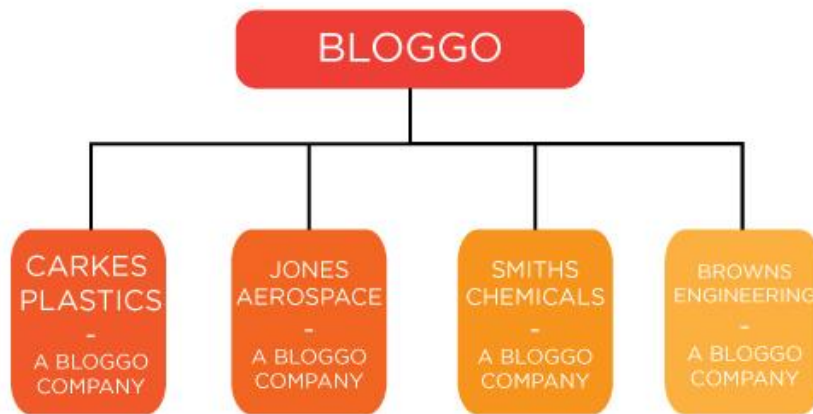 BLOGGO
CARKES
PLASTICS
-
A BLOGGO
COMPANY
JONES
AEROSPACE
-
A BLOGGO
COMPANY
SMITHS
CHEMICALS
-
A BLOGGO
COMPANY
BROWNS
ENGINEERING
-
A BLOGGO
COMPANY